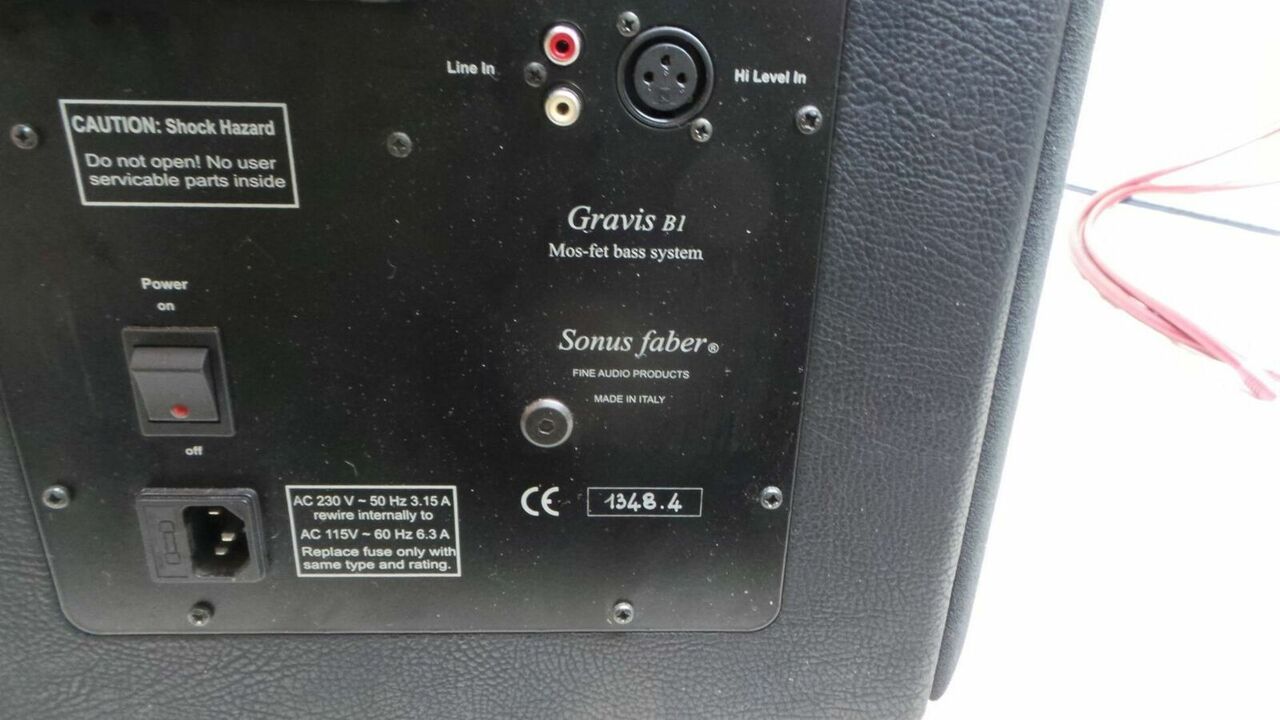 Line In
Hi Level In
CAUTION: Shock Hazard
Do not open! No user
servicable parts inside
Gravis B1
Mos-fet bass system
Power
on
Sonus faber®
FINE AUDIO PRODUCTS
MADE IN ITALY
off
AC 230 V ~ 50 Hz 3.15 A
rewire internally to
AC 115V ~ 60 Hz 6.3 A
Replace fuse only with
same type and rating.
CE
1348.4